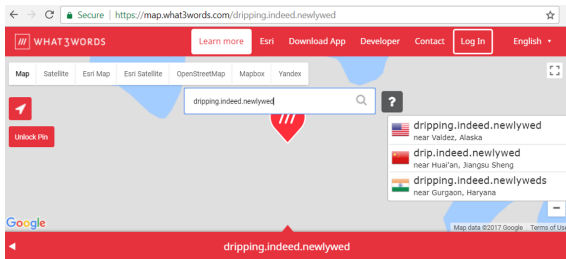 Secure | https://map.what3words.com/dripping.indeed.newlywed
/// WHAT3WORDS Learn more Esri Download App Developer Contact Log In English
Map Satellite Esri Map Esri Satellite OpenStreetMap Mapbox Yandex
dripping.indeed.newlywed ?
///
Unlock Pin
dripping.indeed.newlywed
near Valdez, Alaska
drip.indeed.newlywed
near Huai'an, Jiangsu Sheng
dripping.indeed.newlyweds
near Gurgaon, Haryana
Google
Map data ©2017 Google Terms of Use
dripping.indeed.newlywed